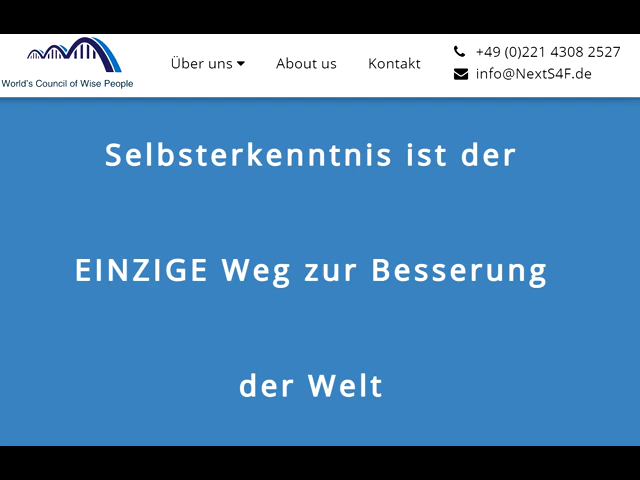 World's Council of Wise People
Über uns
About us
Kontakt
+49 (0)221 4308 2527
info@NextS4F.de
Selbsterkenntnis ist der
EINZIGE Weg zur Besserung
der Welt